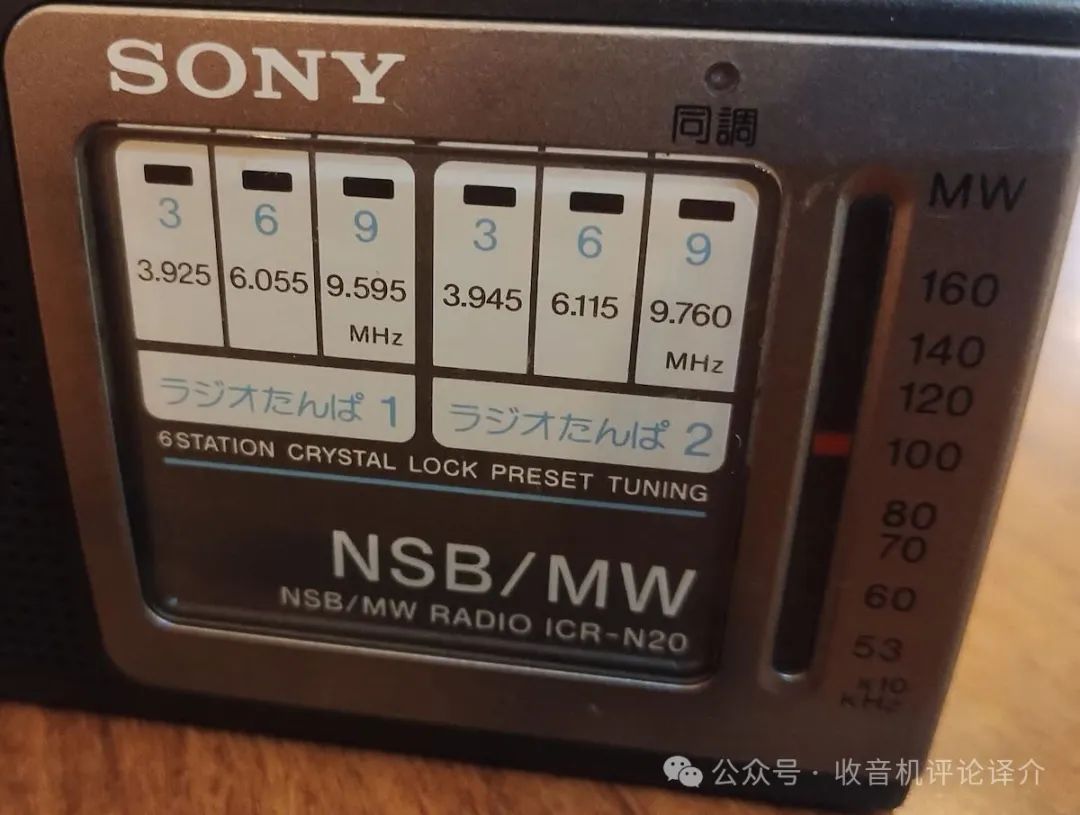 SONY
同調
3 6 9 3 6 9
3.925 6.055 9.595 3.945 6.115 9.760
MHz MHz
ラジオたんぱ 1 ラジオたんぱ 2
6 STATION CRYSTAL LOCK PRESET TUNING
NSB/MW
NSB/MW RADIO ICR-N20
MW
160
140
120
100
80
70
60
53
x10
kHz
公众号 · 收音机评论译介